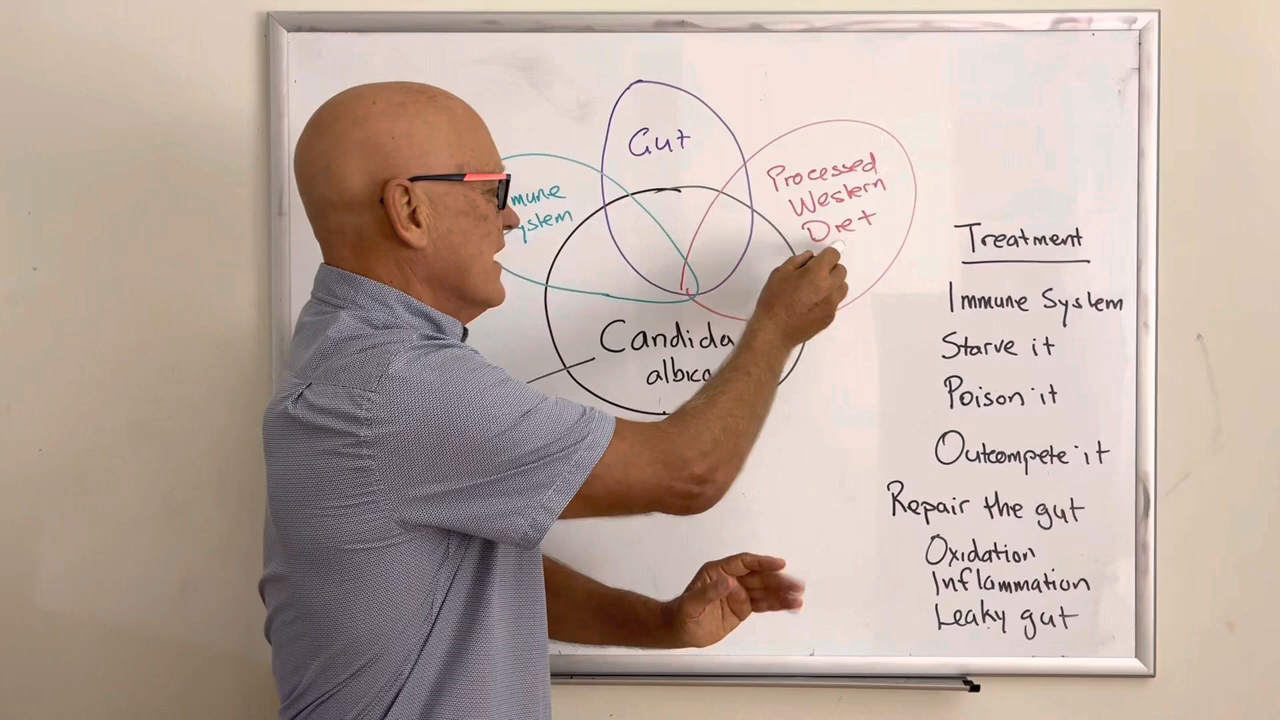 Gut
mune
ystem
Processed
Western
Diet
Candida
albica
Treatment
Immune System
Starve it
Poison it
Outcompete it
Repair the gut
Oxidation
Inflammation
Leaky gut